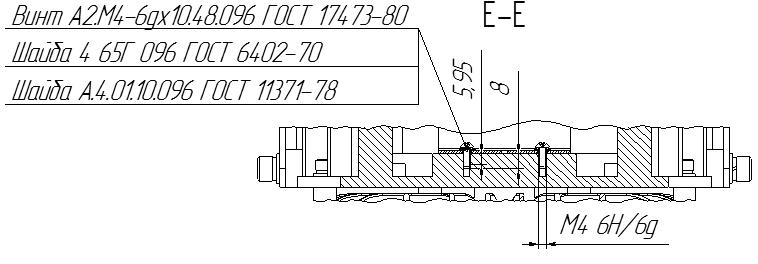 Винт А2.М4-6gх10.48.096 ГОСТ 17473-80
Е-Е
Шайба 4 65Г 096 ГОСТ 6402-70
Шайба А.4.01.10.096 ГОСТ 11371-78
5,95
8
М4 6Н/6g